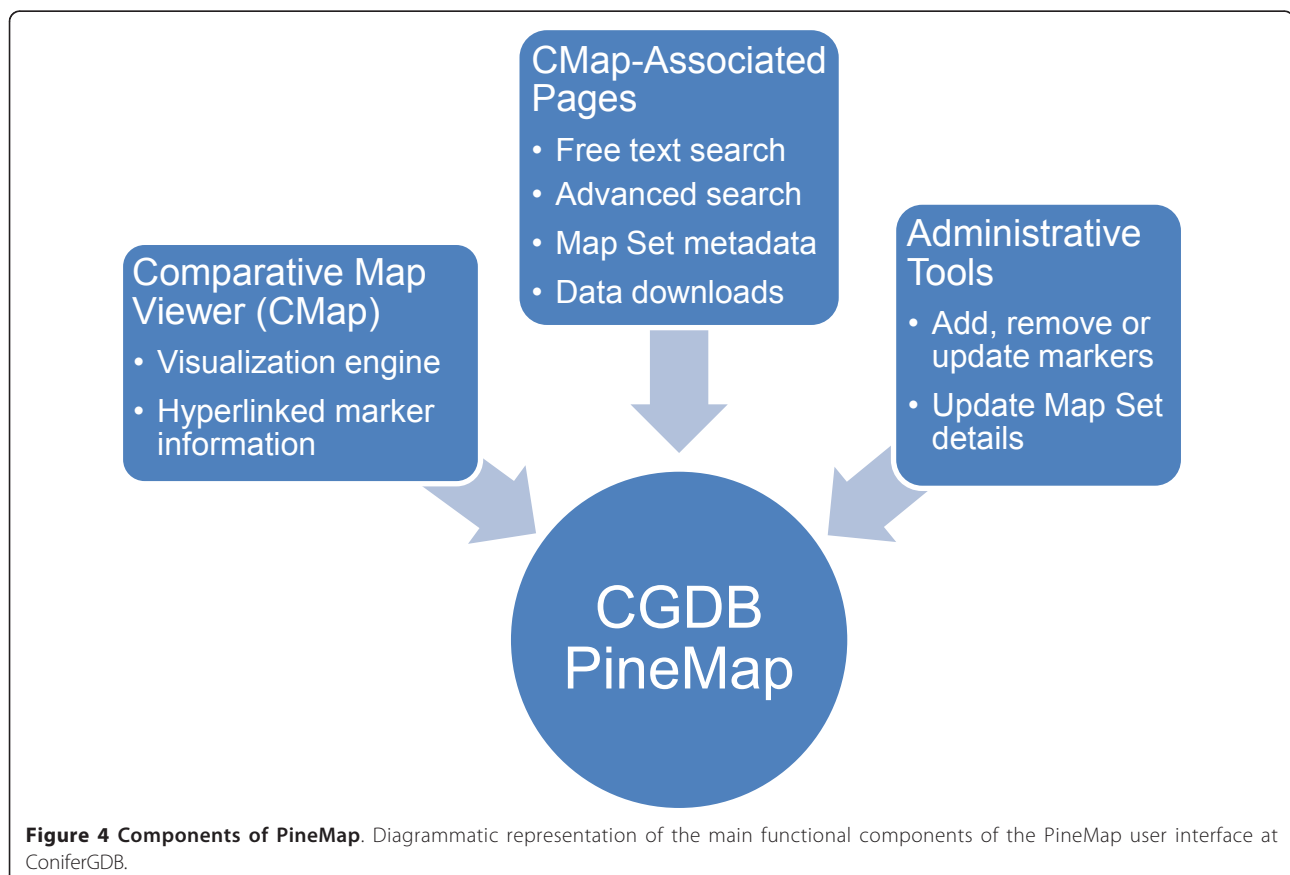 Comparative Map
Viewer (CMap)
• Visualization engine
• Hyperlinked marker
information
CMap-Associated
Pages
• Free text search
• Advanced search
• Map Set metadata
• Data downloads
Administrative
Tools
• Add, remove or
update markers
• Update Map Set
details
CGDB
PineMap
Figure 4 Components of PineMap. Diagrammatic representation of the main functional components of the PineMap user interface at
ConiferGDB.